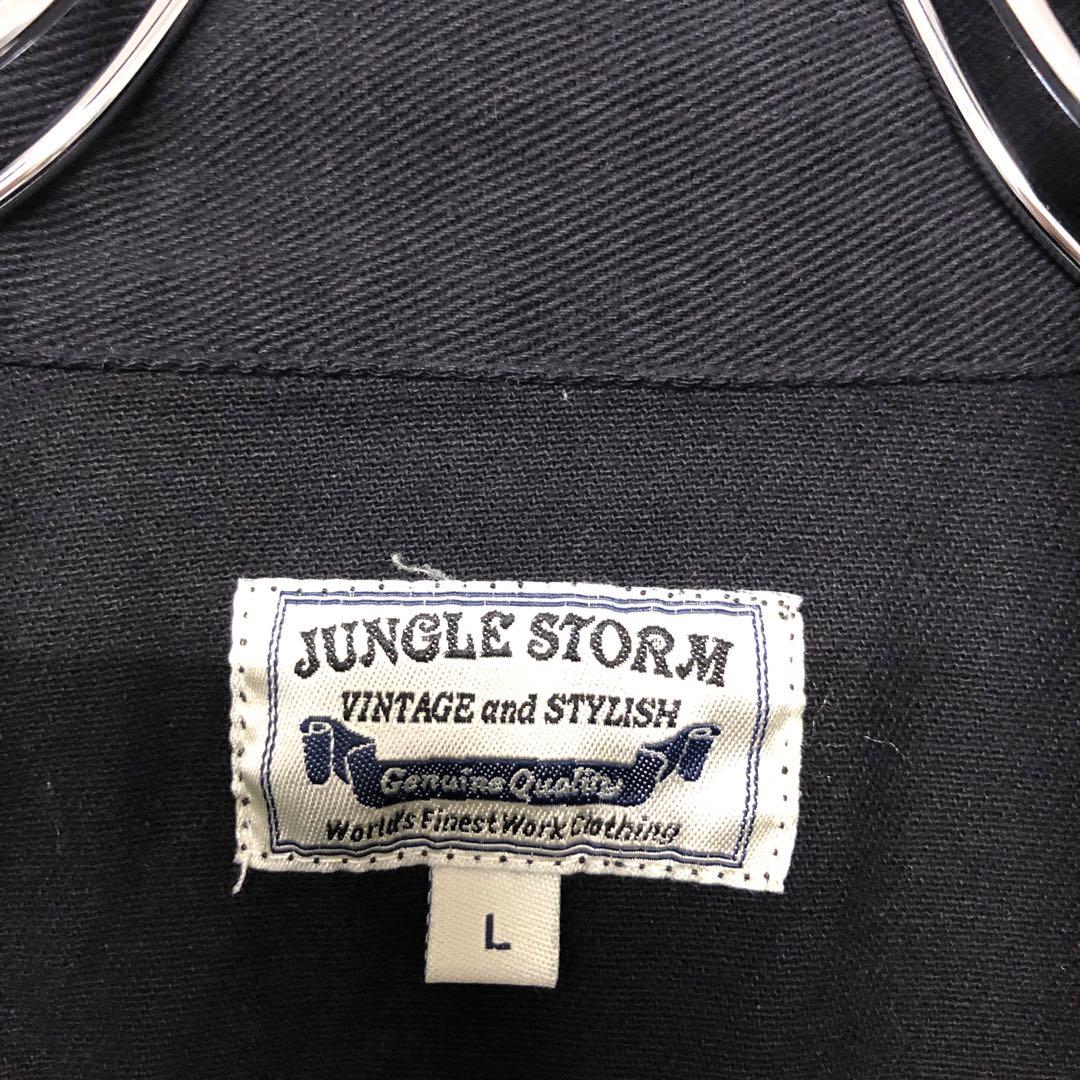 JUNGLE STORM
VINTAGE and STYLISH
Genuine Quality
World's Finest Work Clothing
L